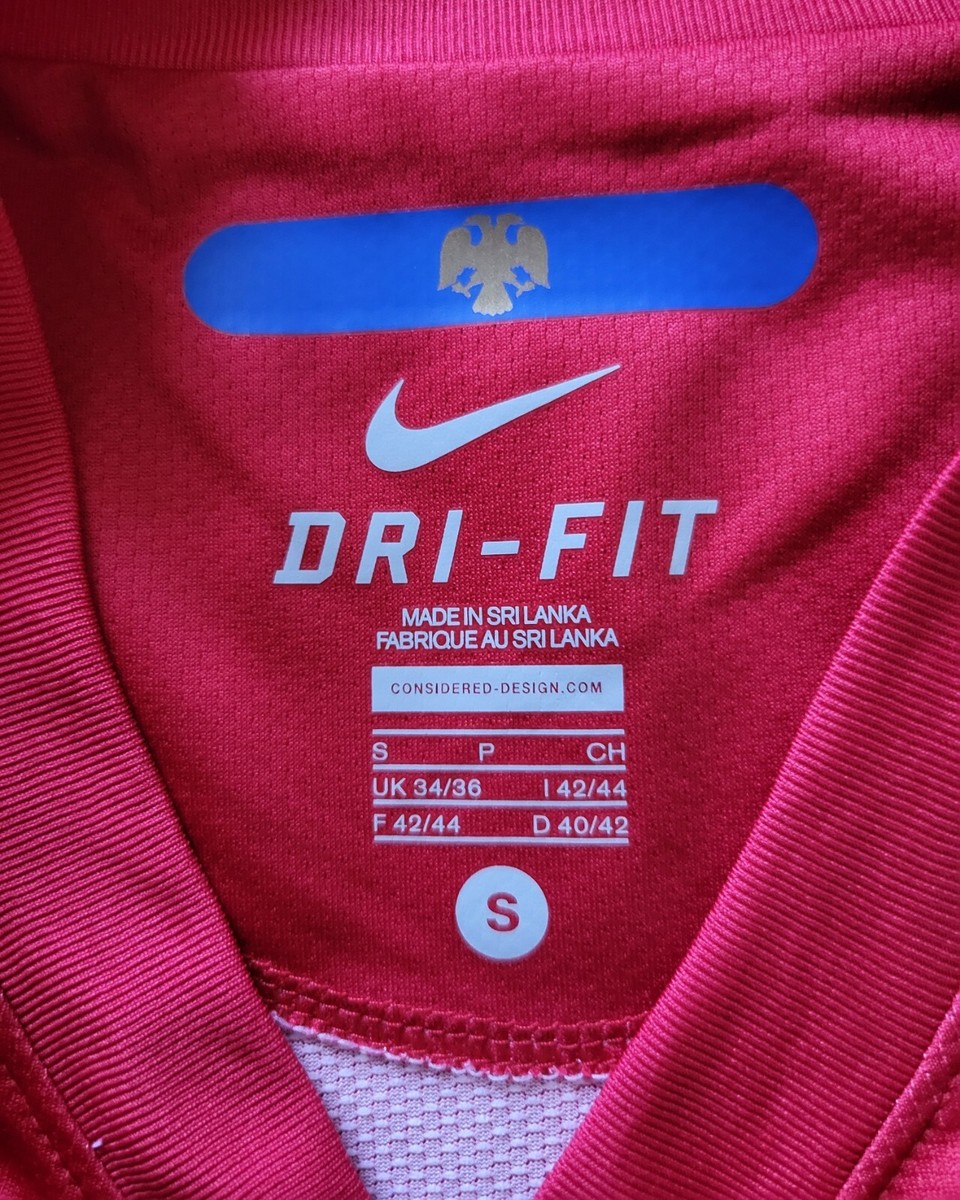 DRI-FIT
MADE IN SRI LANKA
FABRIQUE AU SRI LANKA
CONSIDERED-DESIGN.COM
S P CH
UK 34/36 I 42/44
F 42/44 D 40/42
S